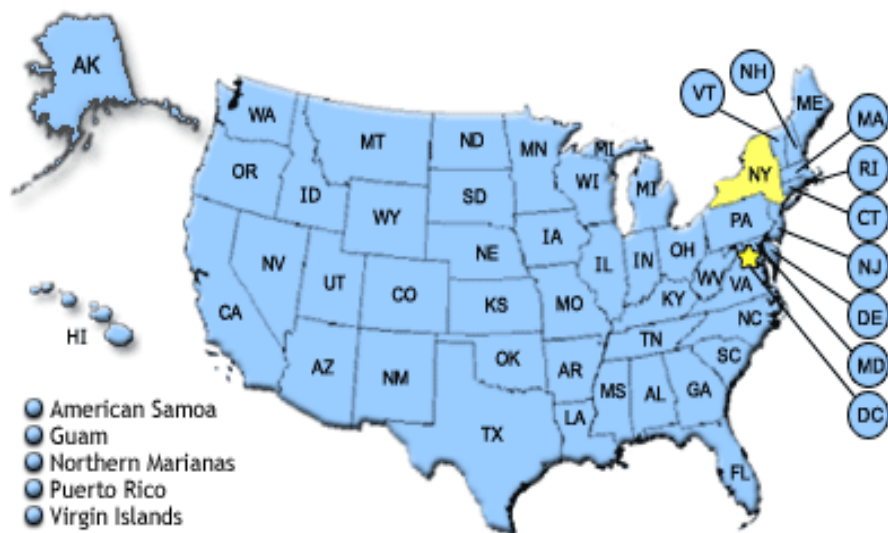 AK
NH
VT
ME
WA
MT
ND
MN
MI
MA
OR
ID
SD
WI
MI
NY
RI
WY
CT
PA
NV
NE
IA
IL
IN
OH
NJ
UT
CO
WV
VA
CA
KS
MO
KY
DE
HI
NC
TN
MD
AZ
NM
OK
AR
SC
DC
MS
AL
GA
American Samoa
LA
TX
Guam
Northern Marianas
FL
Puerto Rico
Virgin Islands